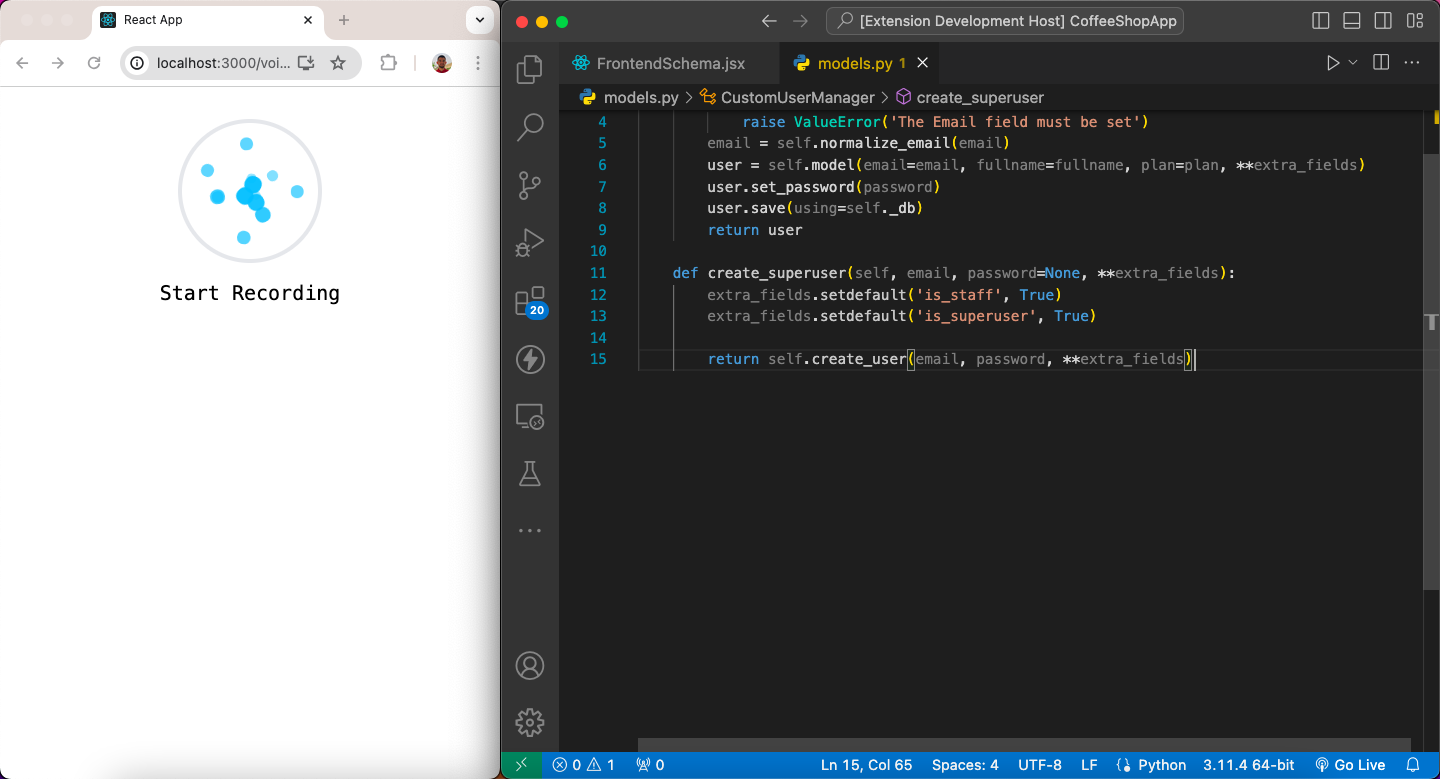 React App
localhost:3000/voi...
Start Recording
[Extension Development Host] CoffeeShopApp
FrontendSchema.jsx
models.py 1
models.py > CustomUserManager > create_superuser
20
4 raise ValueError('The Email field must be set')
5 email = self.normalize_email(email)
6 user = self.model(email=email, fullname=fullname, plan=plan, **extra_fields)
7 user.set_password(password)
8 user.save(using=self._db)
9 return user
10
11 def create_superuser(self, email, password=None, **extra_fields):
12 extra_fields.setdefault('is_staff', True)
13 extra_fields.setdefault('is_superuser', True)
14
15 return self.create_user(email, password, **extra_fields)
0 1 0 Ln 15, Col 65 Spaces: 4 UTF-8 LF Python 3.11.4 64-bit Go Live